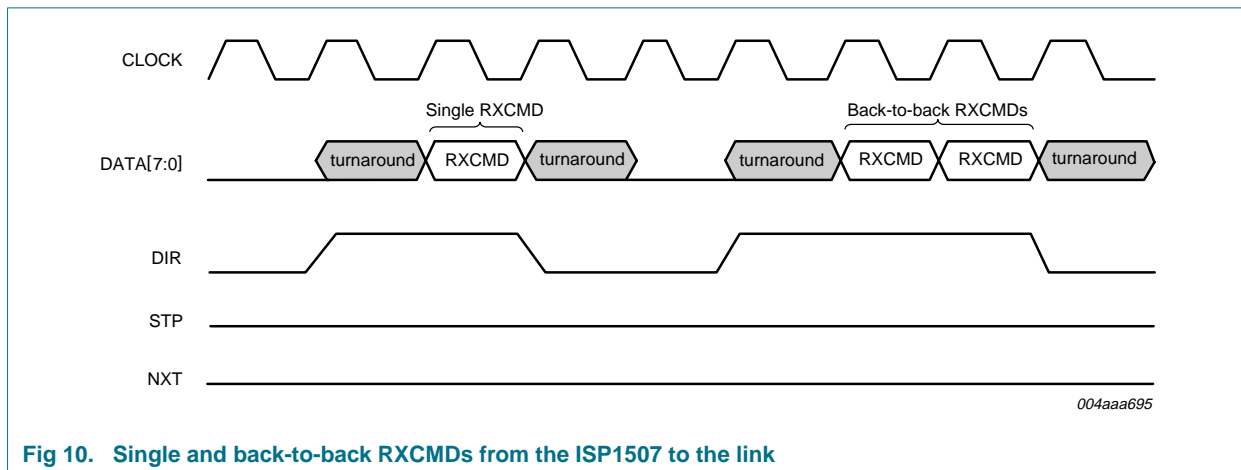 CLOCK
Single RXCMD
Back-to-back RXCMDs
DATA[7:0]
turnaround
RXCMD
turnaround
turnaround
RXCMD
RXCMD
turnaround
DIR
STP
NXT
004aaa695
Fig 10. Single and back-to-back RXCMDs from the ISP1507 to the link